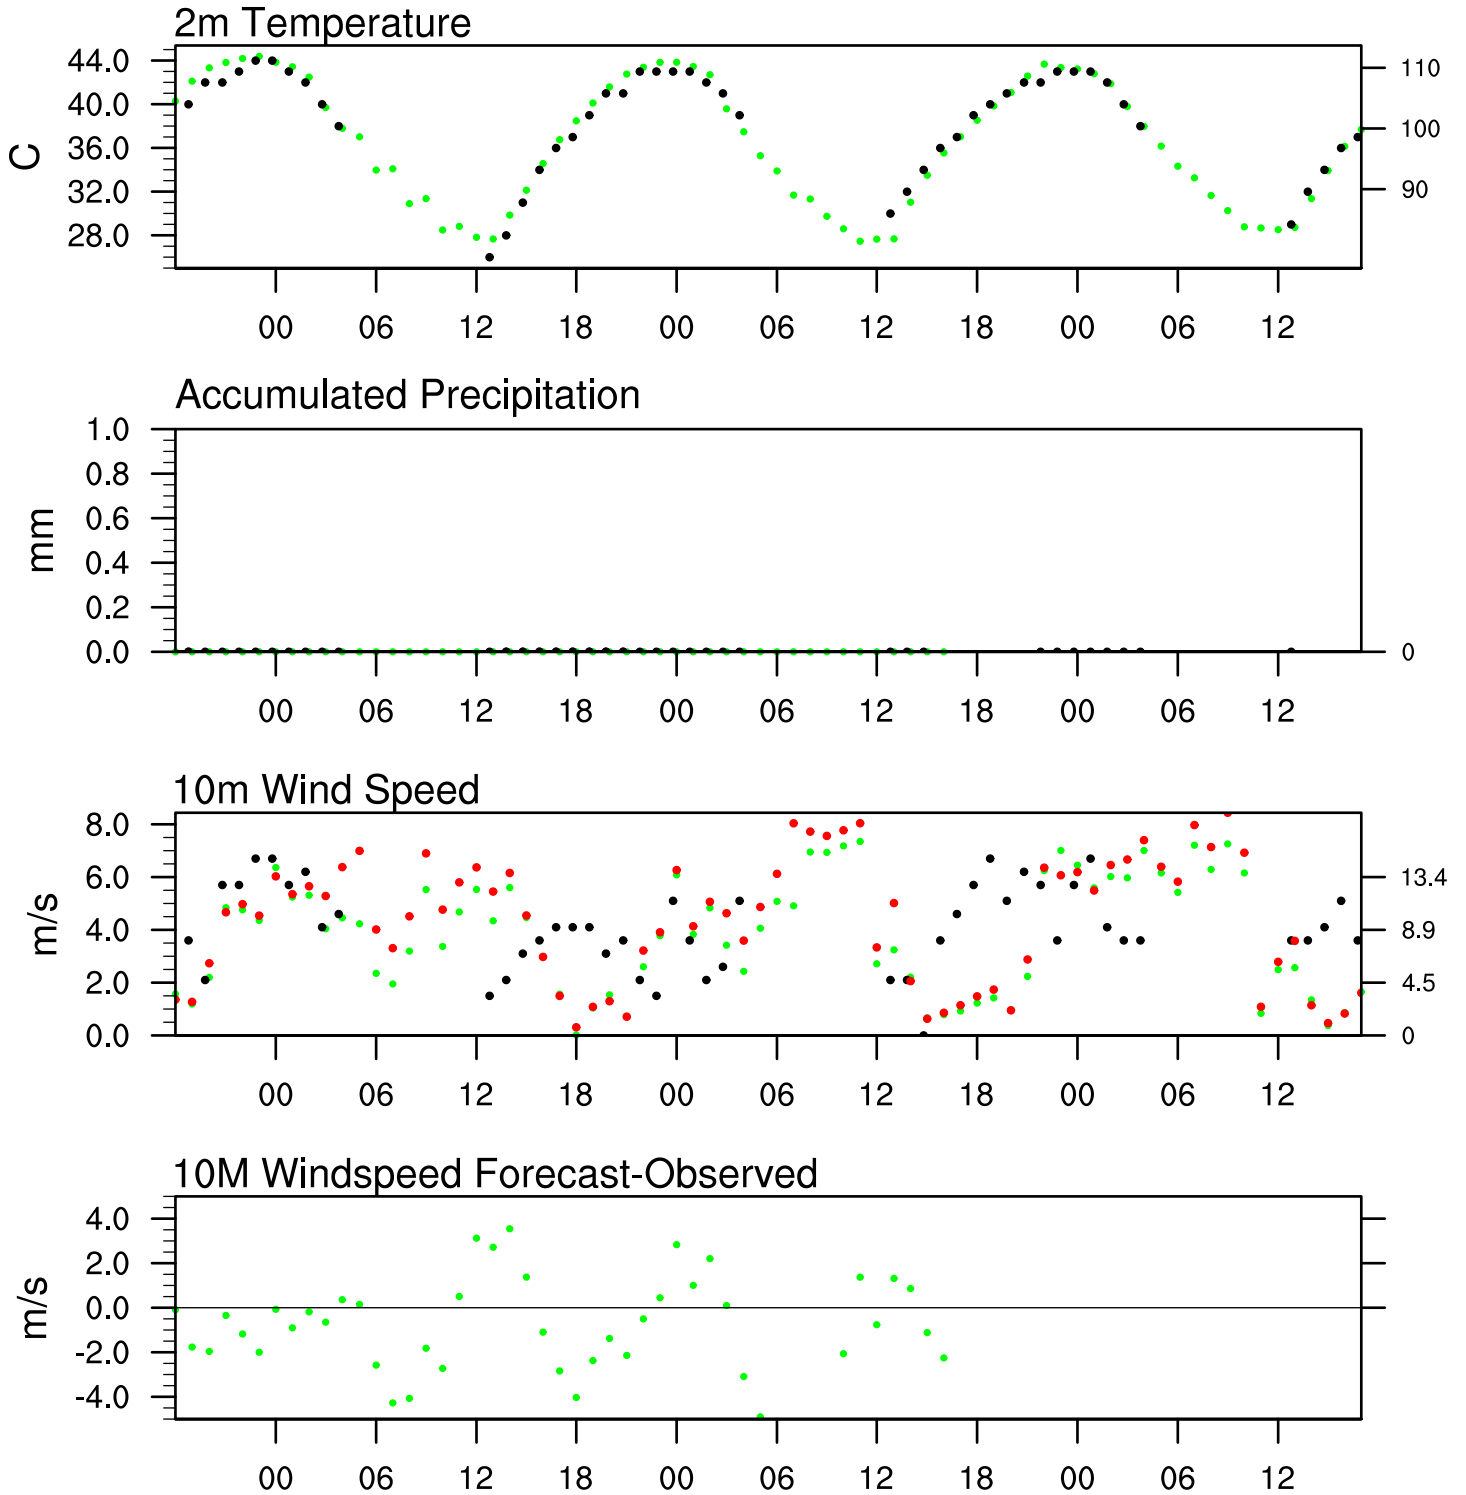 2m Temperature
44.0
40.0
36.0
32.0
28.0
C
110
100
90
00 06 12 18 00 06 12 18 00 06 12
Accumulated Precipitation
1.0
0.8
0.6
0.4
0.2
0.0
mm
0
00 06 12 18 00 06 12 18 00 06 12
10m Wind Speed
8.0
6.0
4.0
2.0
0.0
m/s
13.4
8.9
4.5
0
00 06 12 18 00 06 12 18 00 06 12
10M Windspeed Forecast-Observed
4.0
2.0
0.0
-2.0
-4.0
m/s
00 06 12 18 00 06 12 18 00 06 12